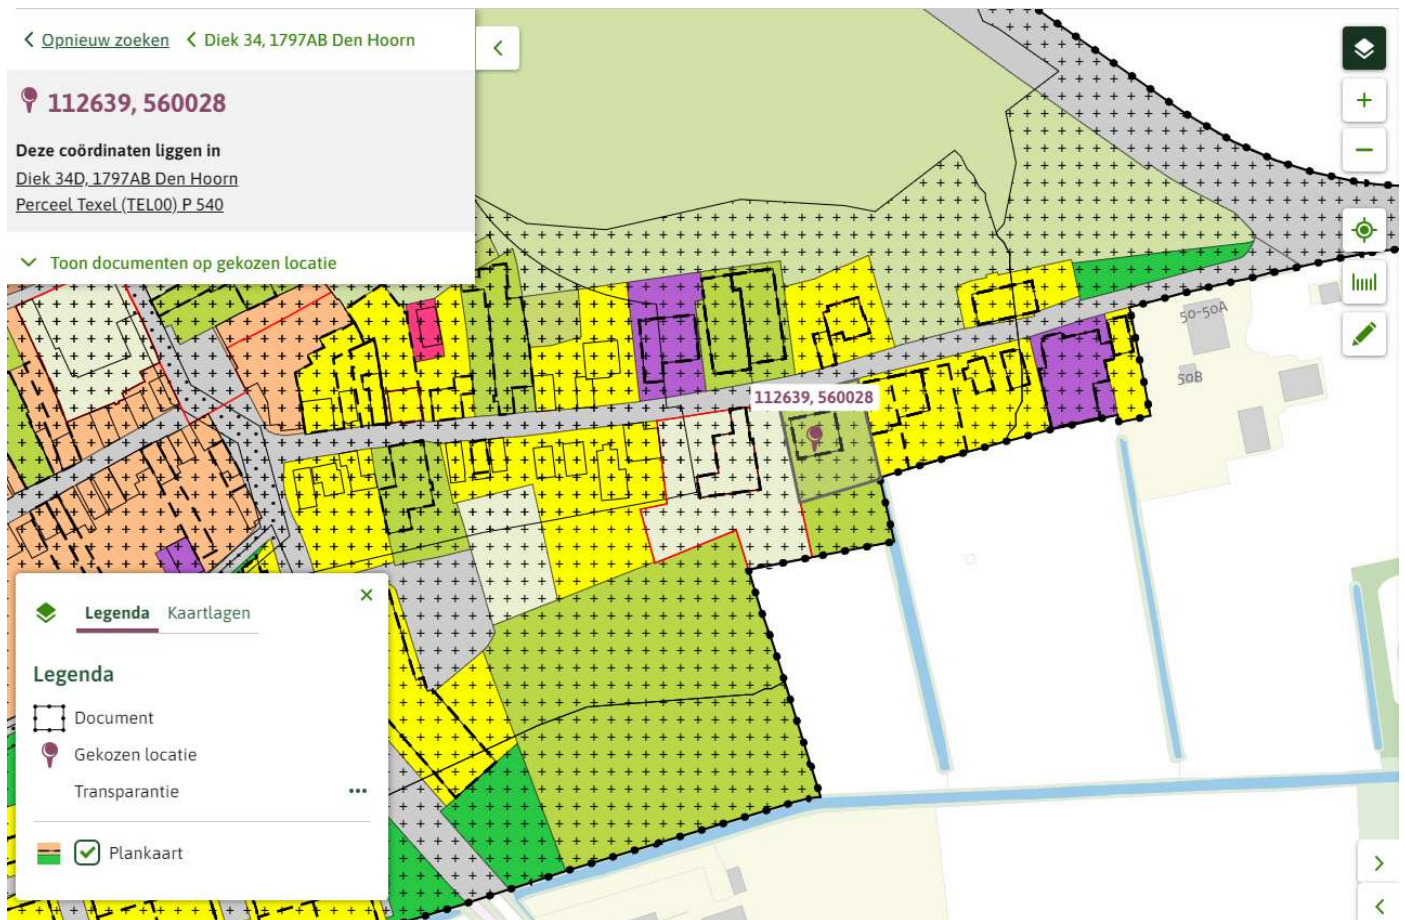 Opnieuw zoeken Diek 34, 1797AB Den Hoorn
112639, 560028
Deze coördinaten liggen in
Diek 34D, 1797AB Den Hoorn
Perceel Texel (TEL00) P 540
Toon documenten op gekozen locatie
50-50A
50B
112639, 560028
Legenda Kaartlagen
Legenda
Document
Gekozen locatie
Transparantie
Plankaart